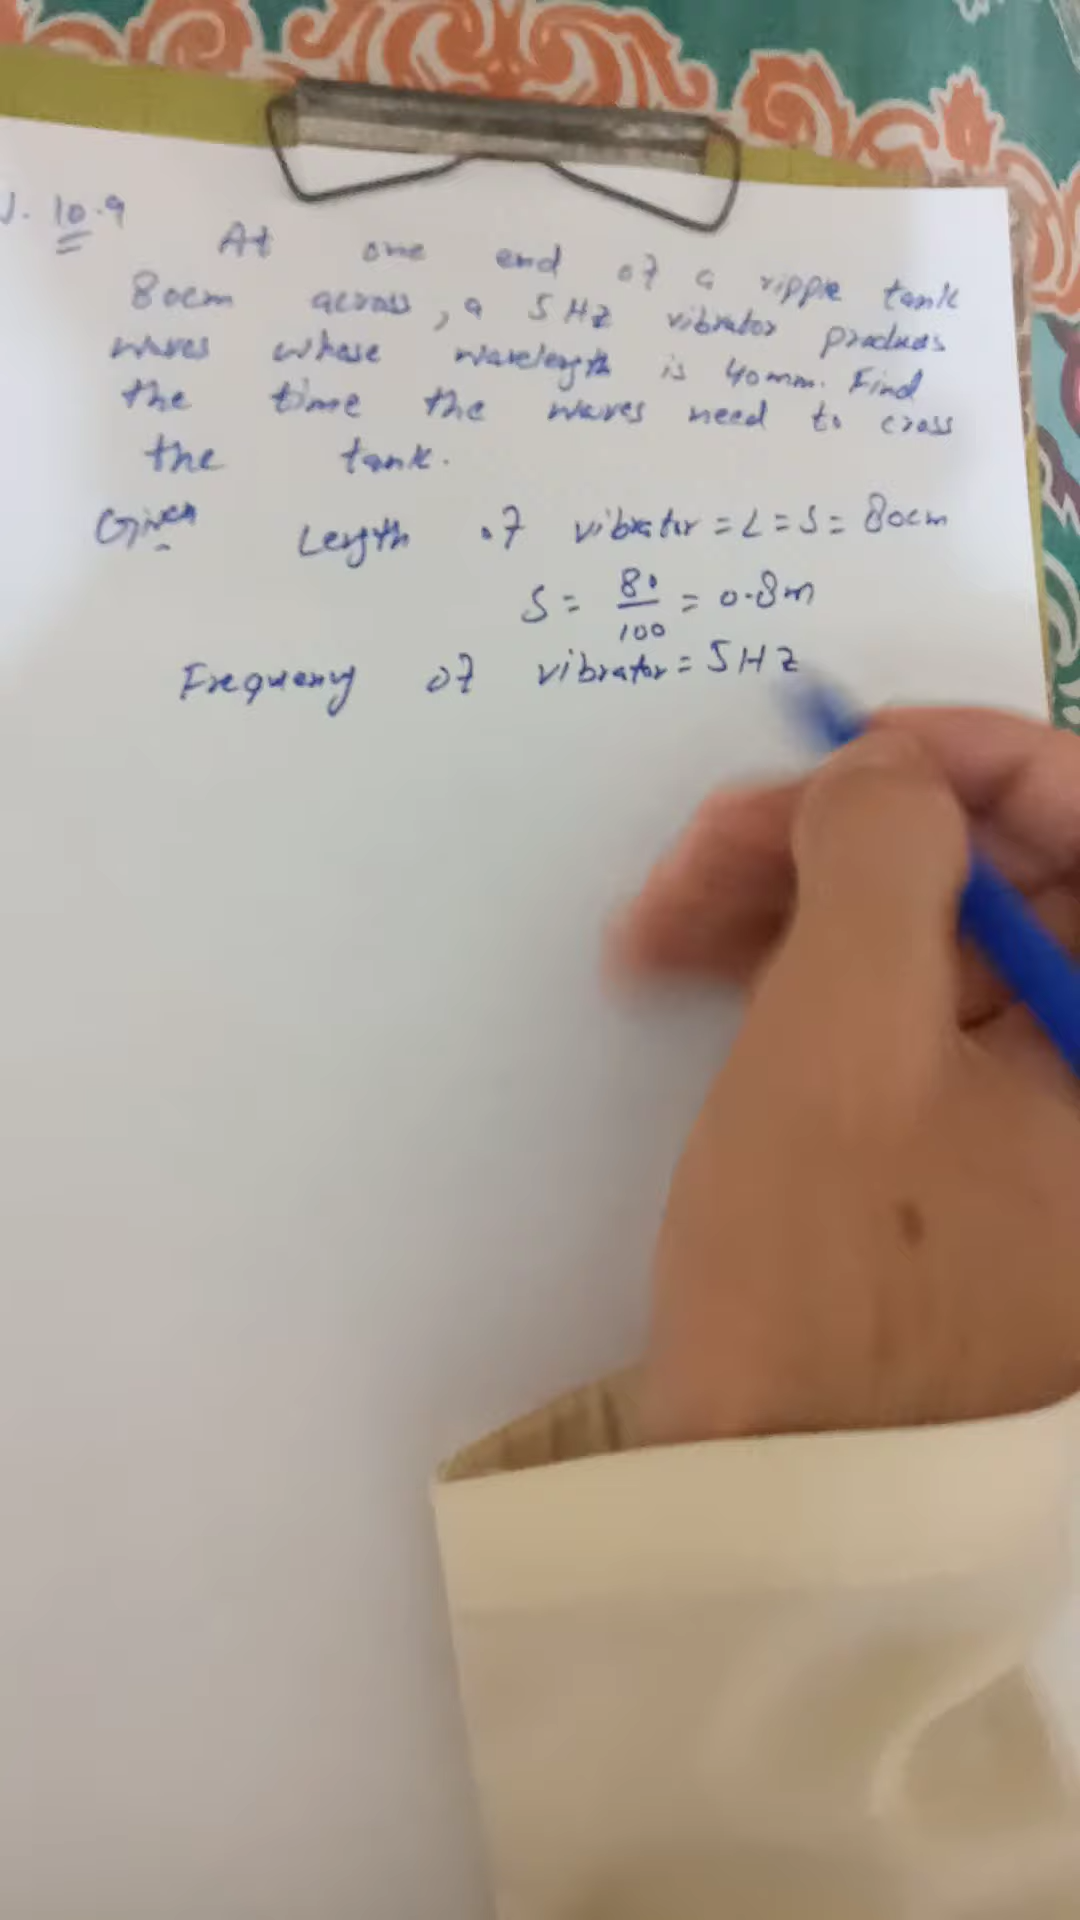 J. 10.9 At one end of a ripple tank
80cm across, a 5 Hz vibrator produces
waves whose wavelength is 40mm. Find
the time the waves need to cross
the tank.
Given Length of vibrator = L = S = 80cm
S = 80/100 = 0.8m
Frequency of vibrator = 5HZ